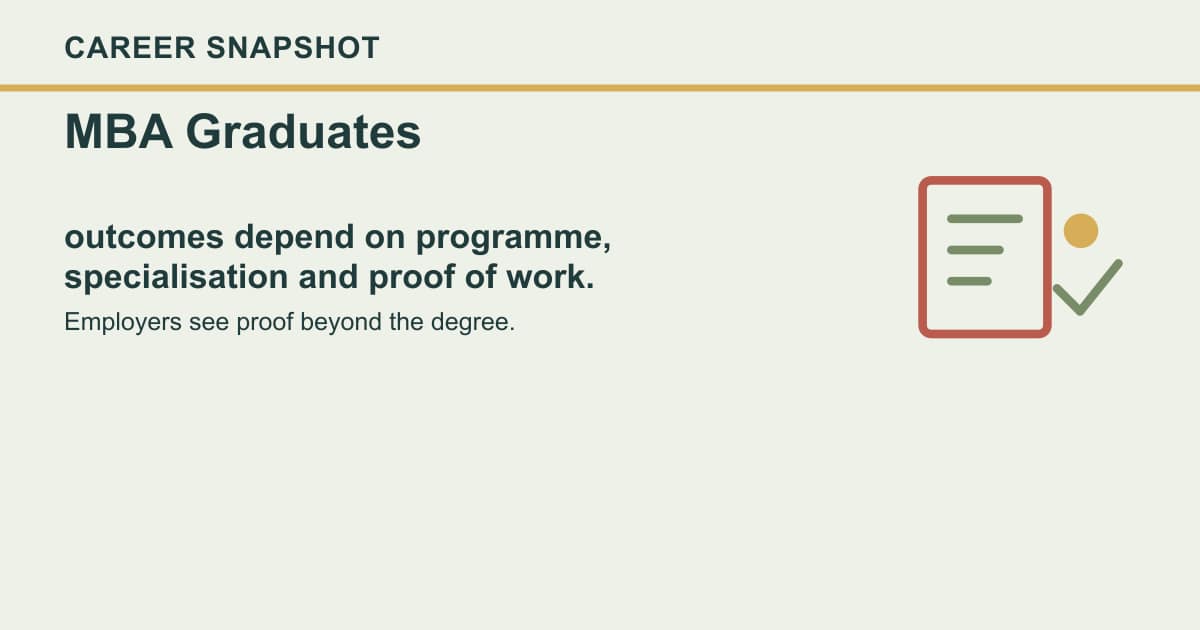 CAREER SNAPSHOT
MBA Graduates
outcomes depend on programme,
specialisation and proof of work.
Employers see proof beyond the degree.